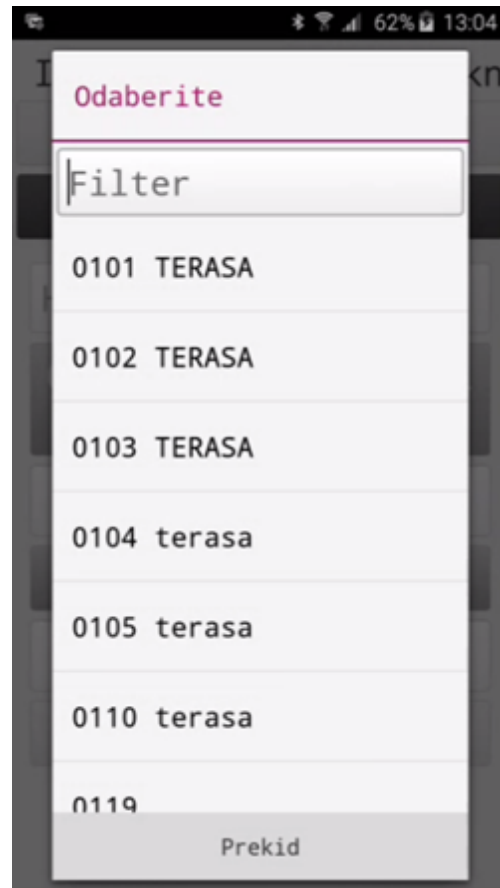 62% 13:04
Odaberite
Filter
0101 TERASA
0102 TERASA
0103 TERASA
0104 terasa
0105 terasa
0110 terasa
0119
Prekid